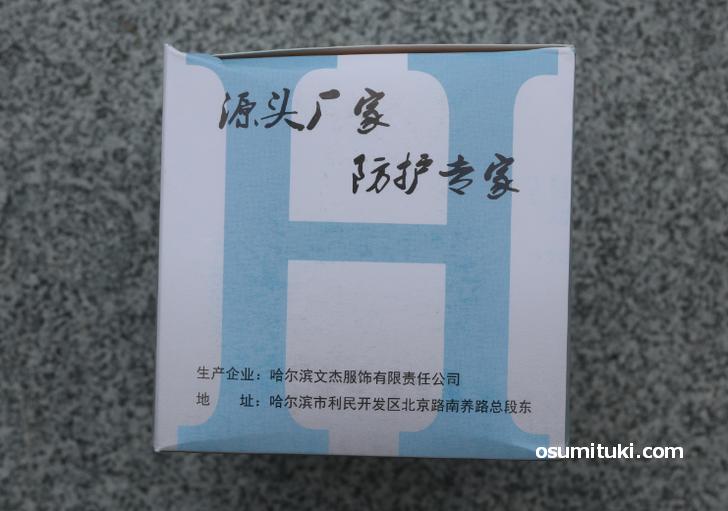 源头厂家
防护专家
H
生产企业：哈尔滨文杰服饰有限责任公司
地　　址：哈尔滨市利民开发区北京路南养路总段东
osumituki.com